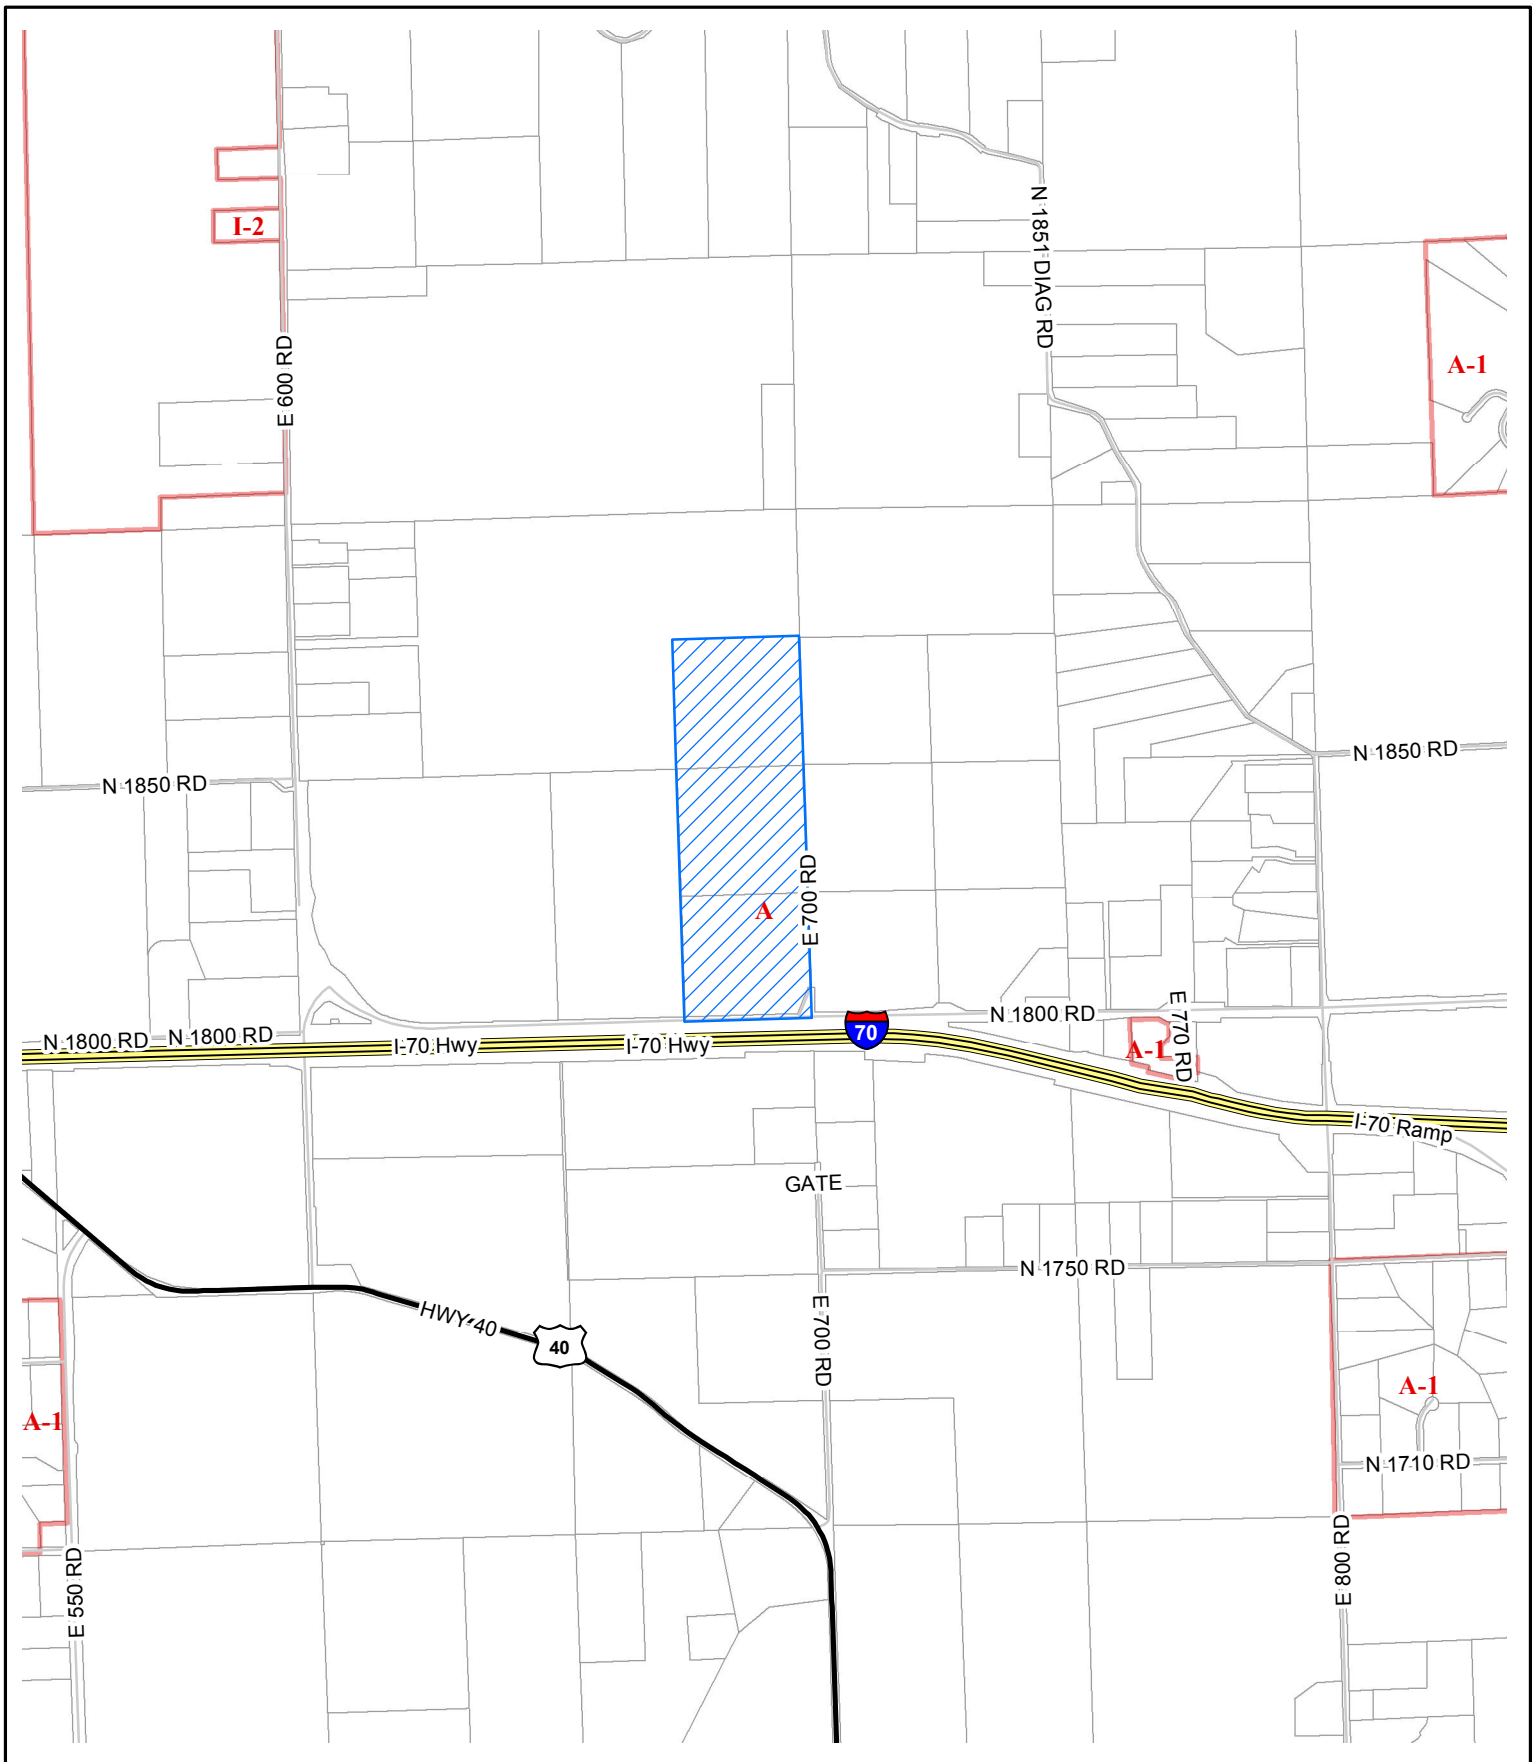 N 1851 DIAG RD
I-2
A-1
E 600 RD
N 1850 RD
N 1850 RD
E 700 RD
A
N 1800 RD
N 1800 RD
N 1800 RD
E 770 RD
70
I-70 Hwy
I-70 Hwy
A-1
I-70 Ramp
GATE
N 1750 RD
HWY 40
40
E 700 RD
A-1
A-1
N 1710 RD
E 550 RD
E 800 RD